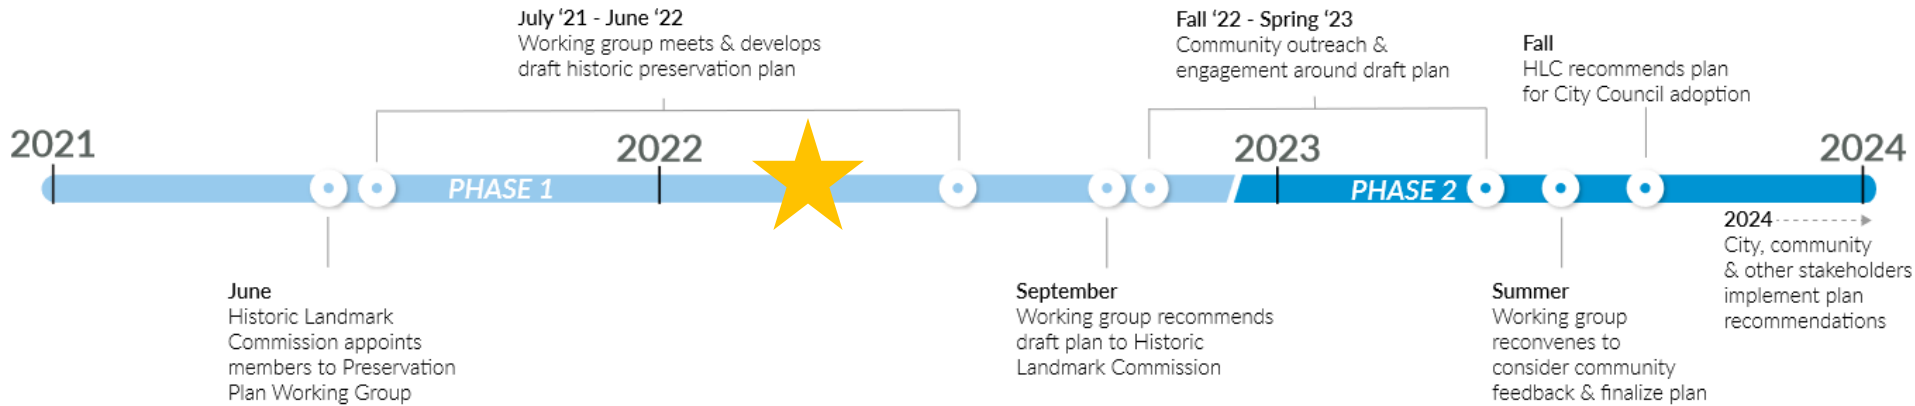 July ‘21 - June ‘22
Working group meets & develops
draft historic preservation plan
Fall ‘22 - Spring ‘23
Community outreach &
engagement around draft plan
Fall
HLC recommends plan
for City Council adoption
2021
2022
2023
2024
PHASE 1
PHASE 2
June
Historic Landmark
Commission appoints
members to Preservation
Plan Working Group
September
Working group recommends
draft plan to Historic
Landmark Commission
Summer
Working group
reconvenes to
consider community
feedback & finalize plan
2024
City, community
& other stakeholders
implement plan
recommendations